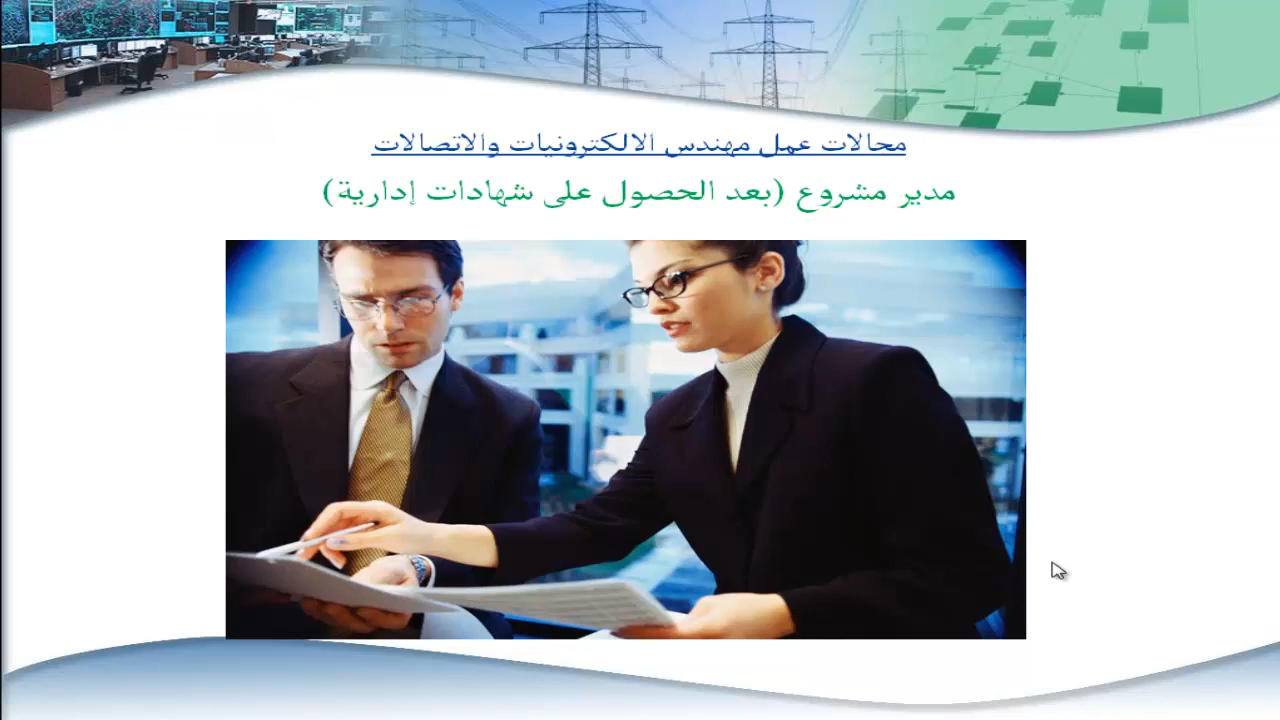 مجالات عمل مهندس الالكترونيات والاتصالات
مدير مشروع (بعد الحصول على شهادات إدارية)